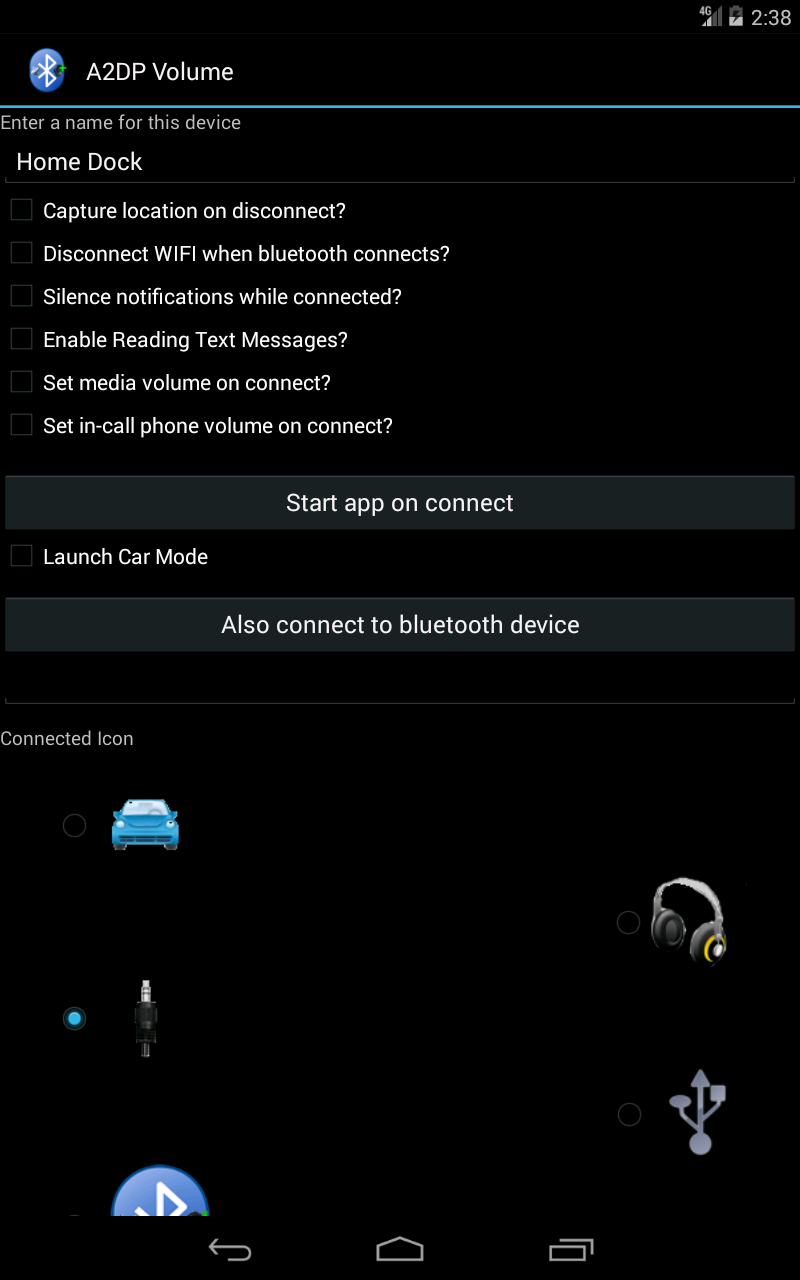 4G 2:38
A2DP Volume
Enter a name for this device
Home Dock
Capture location on disconnect?
Disconnect WIFI when bluetooth connects?
Silence notifications while connected?
Enable Reading Text Messages?
Set media volume on connect?
Set in-call phone volume on connect?
Start app on connect
Launch Car Mode
Also connect to bluetooth device
Connected Icon